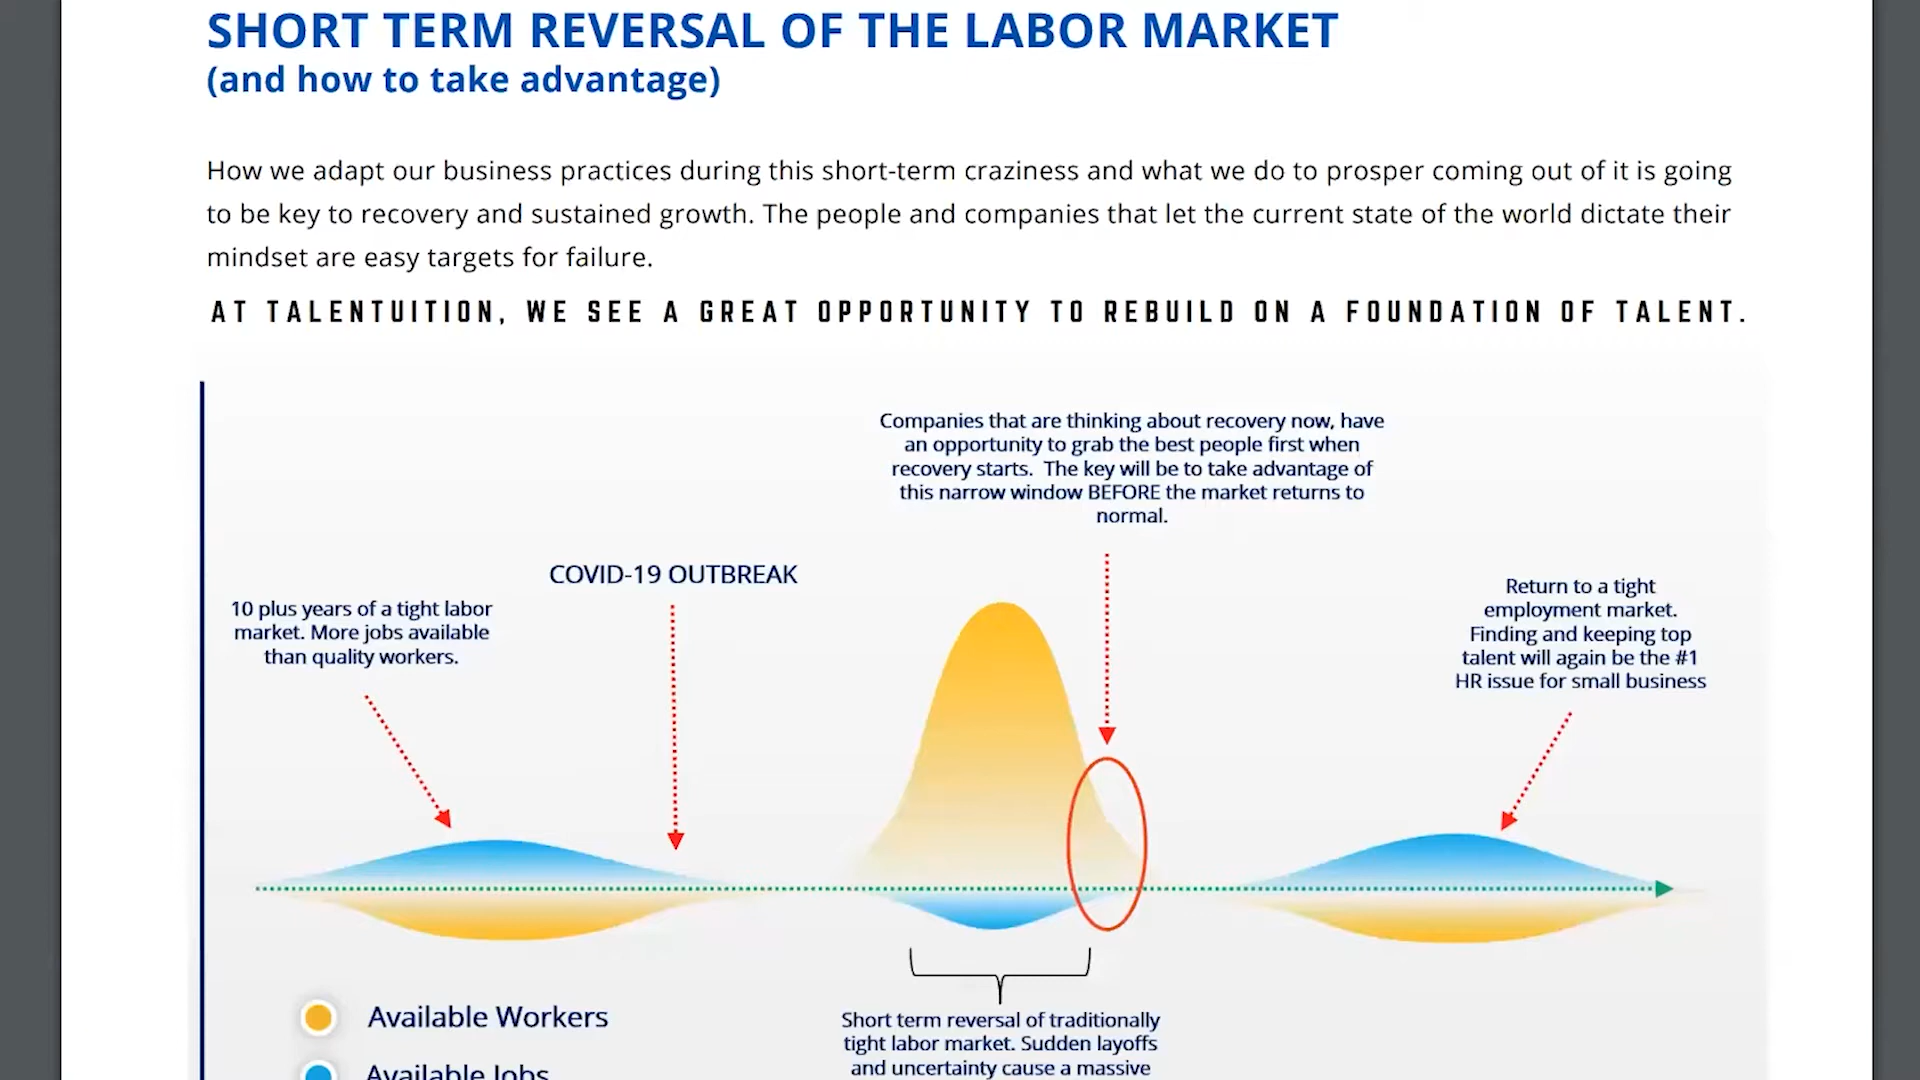 SHORT TERM REVERSAL OF THE LABOR MARKET
(and how to take advantage)
How we adapt our business practices during this short-term craziness and what we do to prosper coming out of it is going
to be key to recovery and sustained growth. The people and companies that let the current state of the world dictate their
mindset are easy targets for failure.
AT TALENTUITION, WE SEE A GREAT OPPORTUNITY TO REBUILD ON A FOUNDATION OF TALENT.
Companies that are thinking about recovery now, have
an opportunity to grab the best people first when
recovery starts. The key will be to take advantage of
this narrow window BEFORE the market returns to
normal.
COVID-19 OUTBREAK
10 plus years of a tight labor
market. More jobs available
than quality workers.
Return to a tight
employment market.
Finding and keeping top
talent will again be the #1
HR issue for small business
Available Workers
Available Jobs
Short term reversal of traditionally
tight labor market. Sudden layoffs
and uncertainty cause a massive